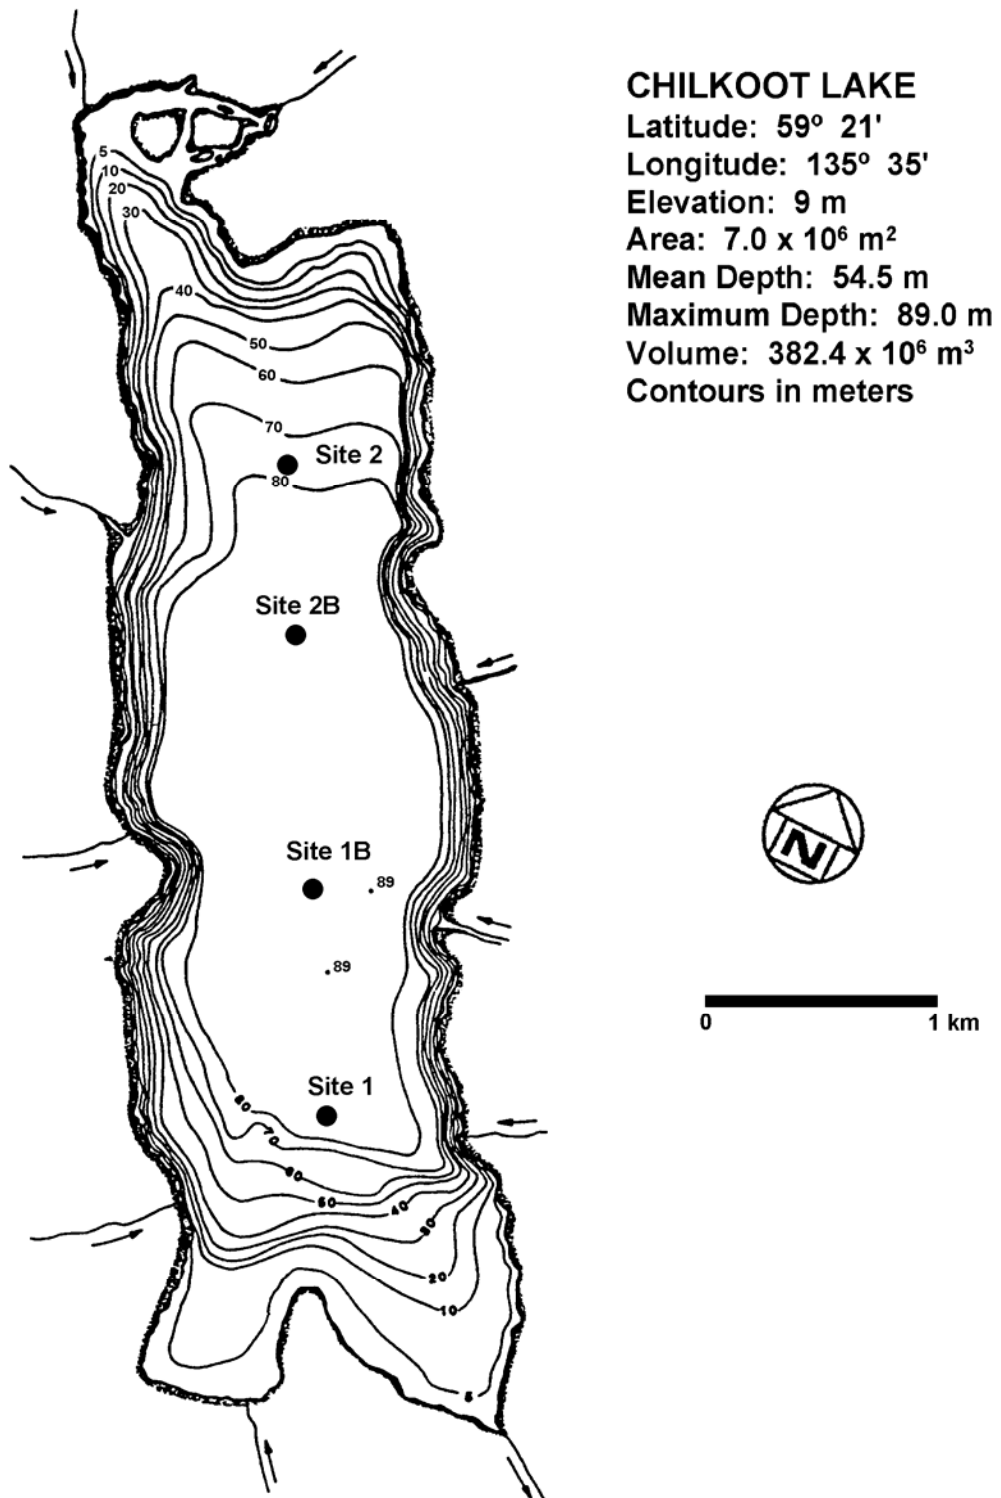 CHILKOOT LAKE
Latitude: 59º 21'
Longitude: 135º 35'
Elevation: 9 m
Area: 7.0 x 10⁶ m²
Mean Depth: 54.5 m
Maximum Depth: 89.0 m
Volume: 382.4 x 10⁶ m³
Contours in meters
5
10
20
30
40
50
60
70
Site 2
80
Site 2B
Site 1B
89
89
N
0
1 km
Site 1
80
70
60
50
40
30
20
10
5